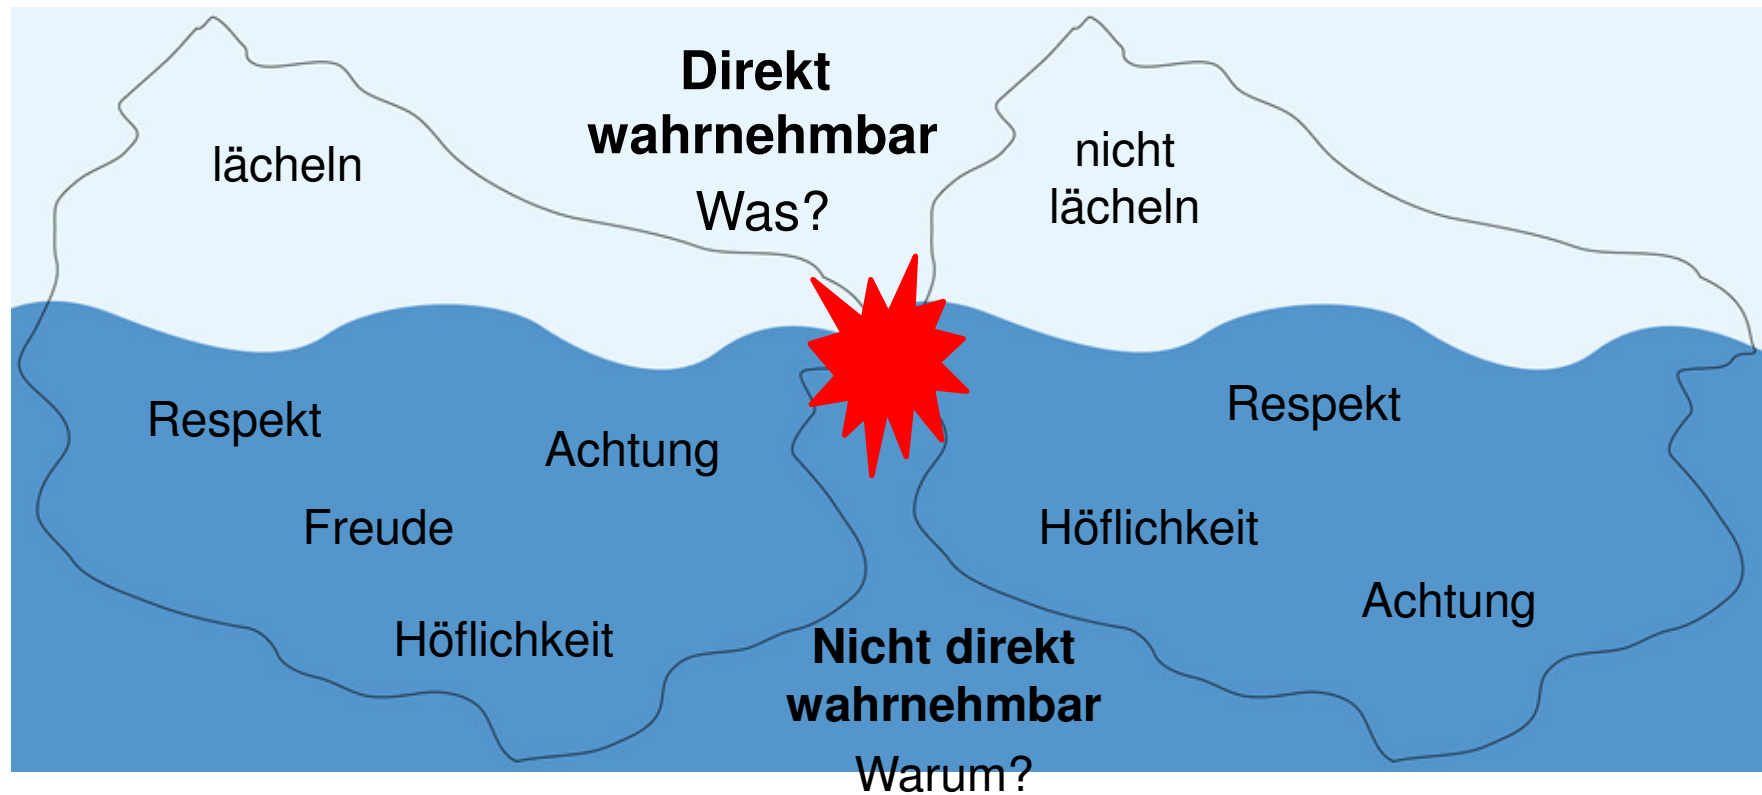 Direkt
wahrnehmbar
Was?
lächeln
nicht
lächeln
Respekt
Achtung
Freude
Höflichkeit
Respekt
Höflichkeit
Achtung
Nicht direkt
wahrnehmbar
Warum?